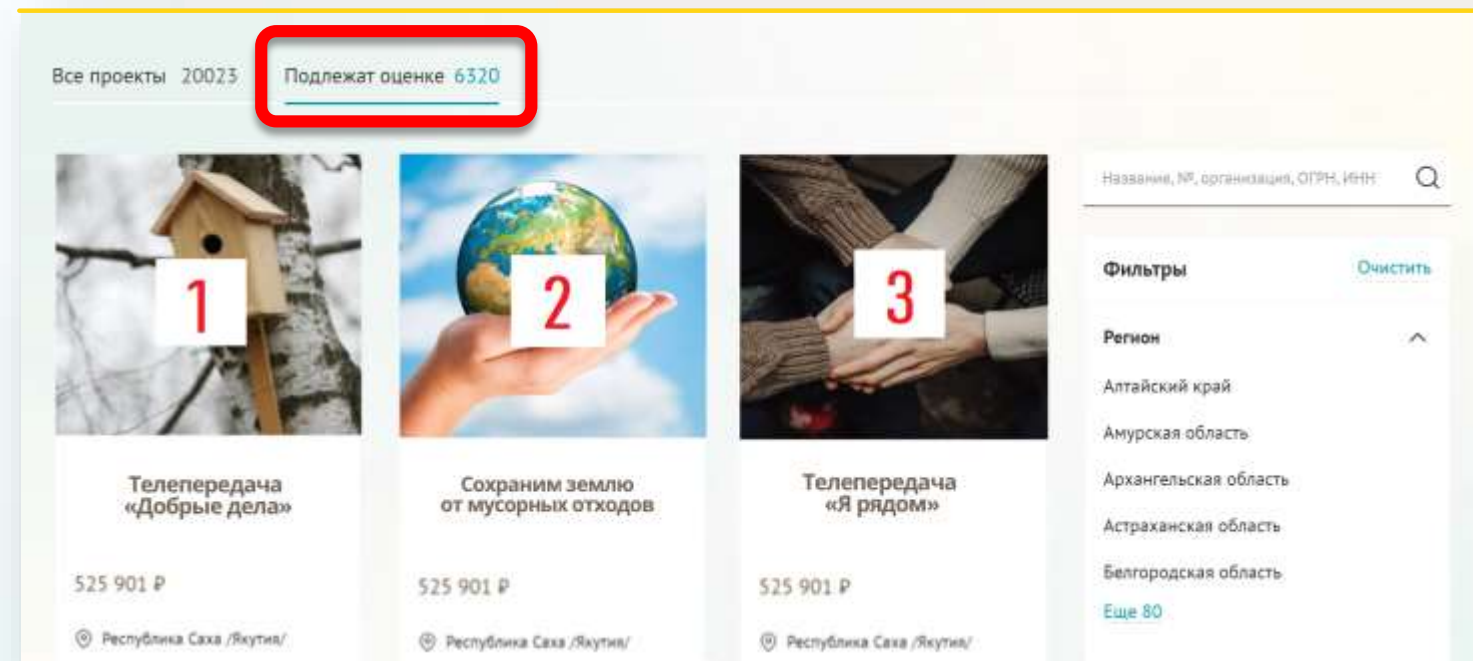 Все проекты 20023 Подлежат оценке 6320
1
2
3
Телепередача
«Добрые дела»
525 901 ₽
Республика Саха /Якутия/
Сохраним землю
от мусорных отходов
525 901 ₽
Республика Саха /Якутия/
Телепередача
«Я рядом»
525 901 ₽
Республика Саха /Якутия/
Название, №, организация, ОГРН, ИНН
Фильтры Очистить
Регион
Алтайский край
Амурская область
Архангельская область
Астраханская область
Белгородская область
Еще 80